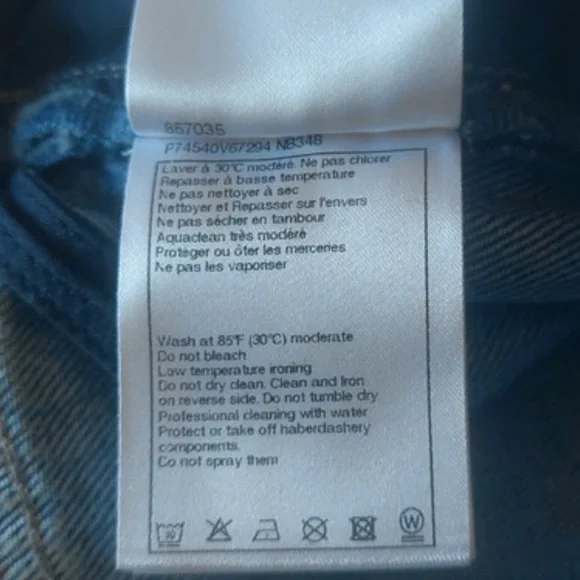 857035
P74540V67294 N8348
Laver à 30°C modéré. Ne pas chlorer
Repasser à basse temperature
Ne pas nettoyer à sec
Nettoyer et Repasser sur l'envers
Ne pas sécher en tambour
Aquaclean très modéré
Protéger ou ôter les merceries
Ne pas les vaporiser
Wash at 85°F (30°C) moderate
Do not bleach
Low temperature ironing
Do not dry clean. Clean and Iron
on reverse side. Do not tumble dry
Professional cleaning with water
Protect or take off haberdashery
components.
Do not spray them
30
W